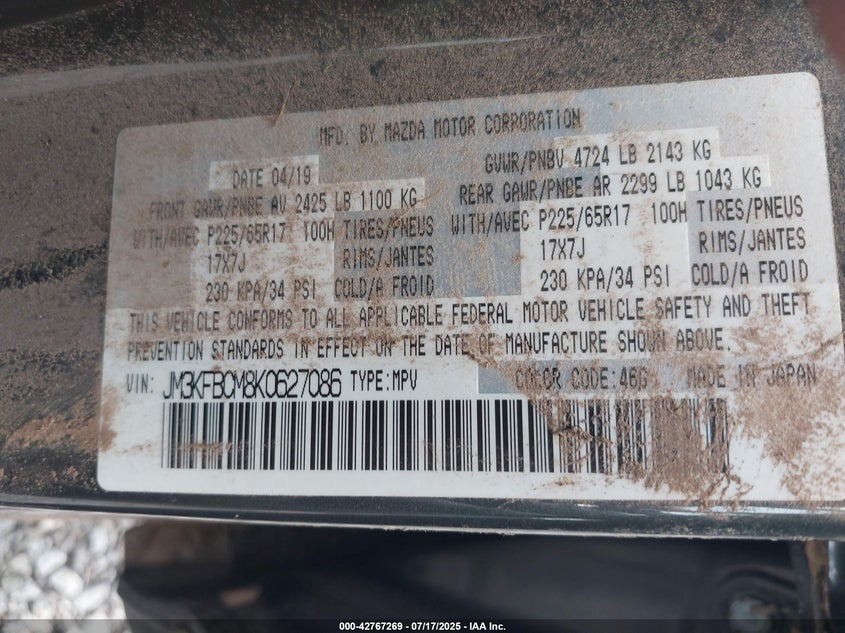 MFD. BY MAZDA MOTOR CORPORATION
DATE 04/19 GVWR/PNBV 4724 LB 2143 KG
FRONT GAWR/PNBE AV 2425 LB 1100 KG REAR GAWR/PNBE AR 2299 LB 1043 KG
WITH/AVEC P225/65R17 100H TIRES/PNEUS WITH/AVEC P225/65R17 100H TIRES/PNEUS
17X7J RIMS/JANTES 17X7J RIMS/JANTES
230 KPA/34 PSI COLD/A FROID 230 KPA/34 PSI COLD/A FROID
THIS VEHICLE CONFORMS TO ALL APPLICABLE FEDERAL MOTOR VEHICLE SAFETY AND THEFT
PREVENTION STANDARDS IN EFFECT ON THE DATE OF MANUFACTURE SHOWN ABOVE.
VIN: JM3KFBCM8K0627086 TYPE:MPV COLOR CODE:46G MADE IN JAPAN
000-42767269 - 07/17/2025 - IAA Inc.